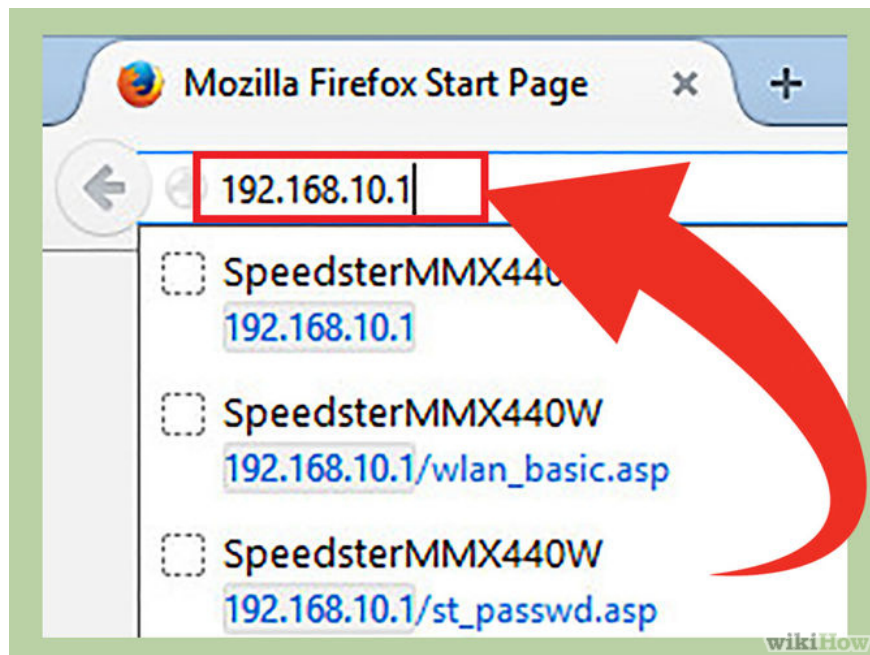 Mozilla Firefox Start Page
192.168.10.1
SpeedsterMMX440
192.168.10.1
SpeedsterMMX440W
192.168.10.1/wlan_basic.asp
SpeedsterMMX440W
192.168.10.1/st_passwd.asp
wikiHow